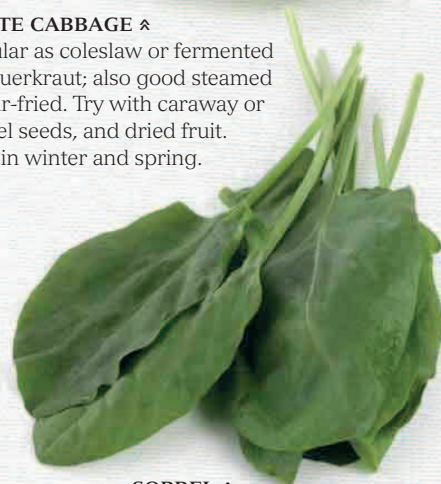 TE CABBAGE
ular as coleslaw or fermented
uerkraut; also good steamed
ir-fried. Try with caraway or
el seeds, and dried fruit.
in winter and spring.